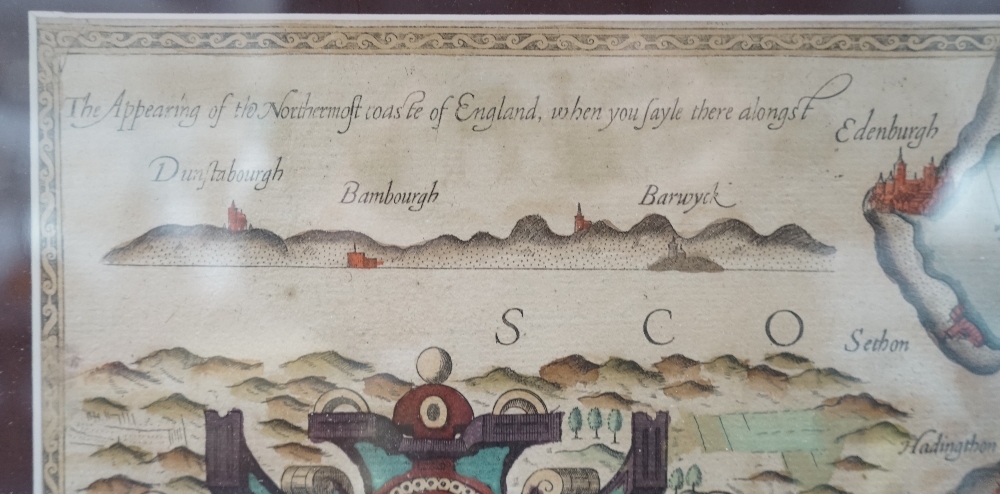 The Appearing of the Northermost coaste of England, when you sayle there alongst
Edenburgh
Dunstabourgh
Bambourgh
Barwyck
S C O
Sethon
Hadingthon